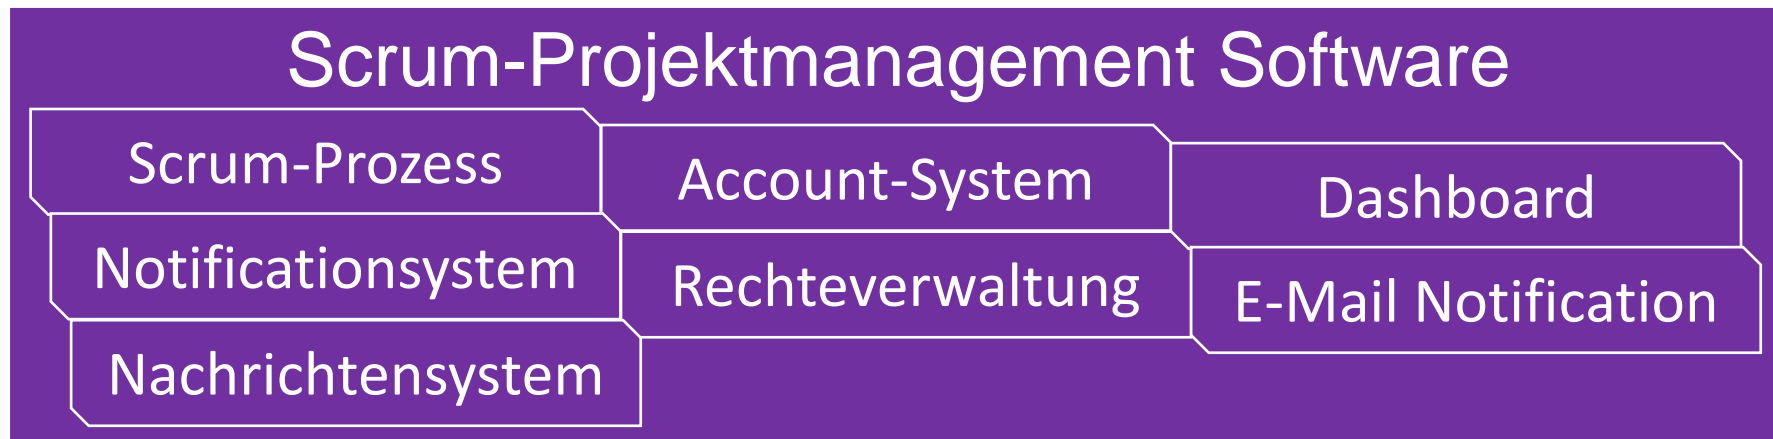 Scrum-Projektmanagement Software
Scrum-Prozess
Account-System
Dashboard
Notificationsystem
Rechteverwaltung
E-Mail Notification
Nachrichtensystem